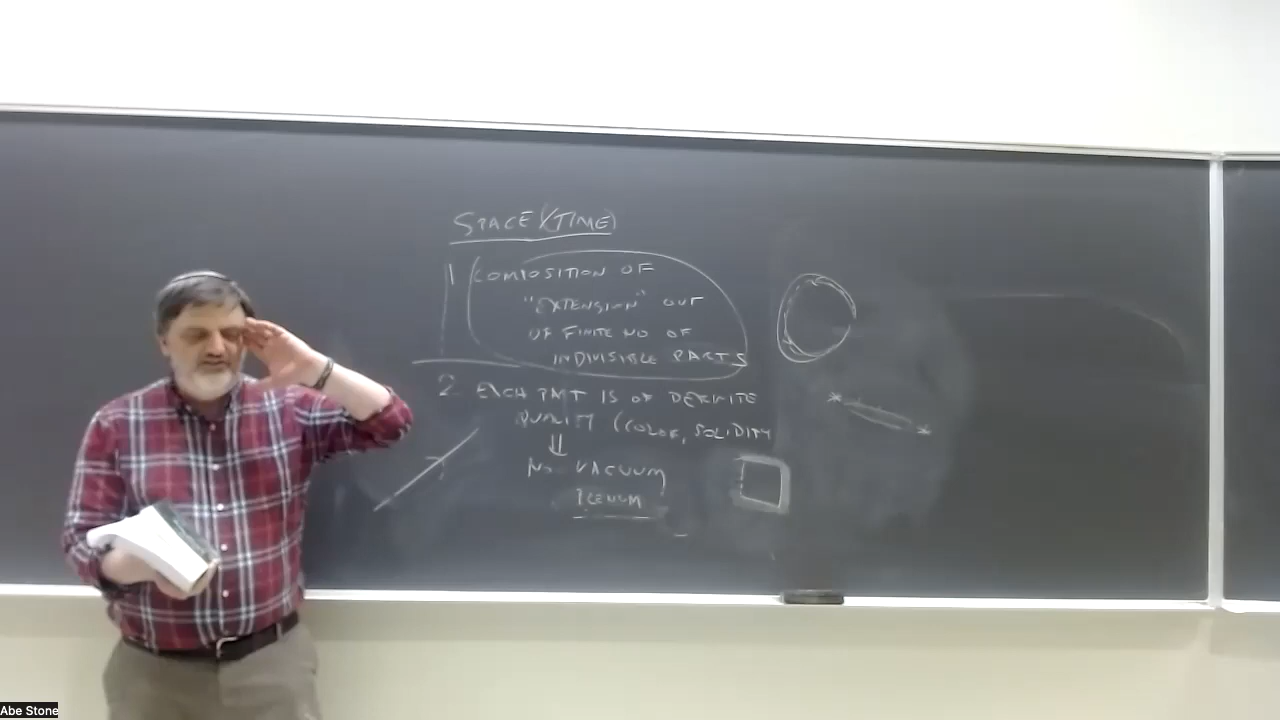 SPACE (TIME)
1 COMPOSITION OF
"EXTENSION" OUT
OF FINITE NO OF
INDIVISIBLE PARTS
2 EACH PART IS OF DEFINITE
QUALITY (COLOR, SOLIDITY
⇓
NO VACUUM
PLENUM
Abe Stone